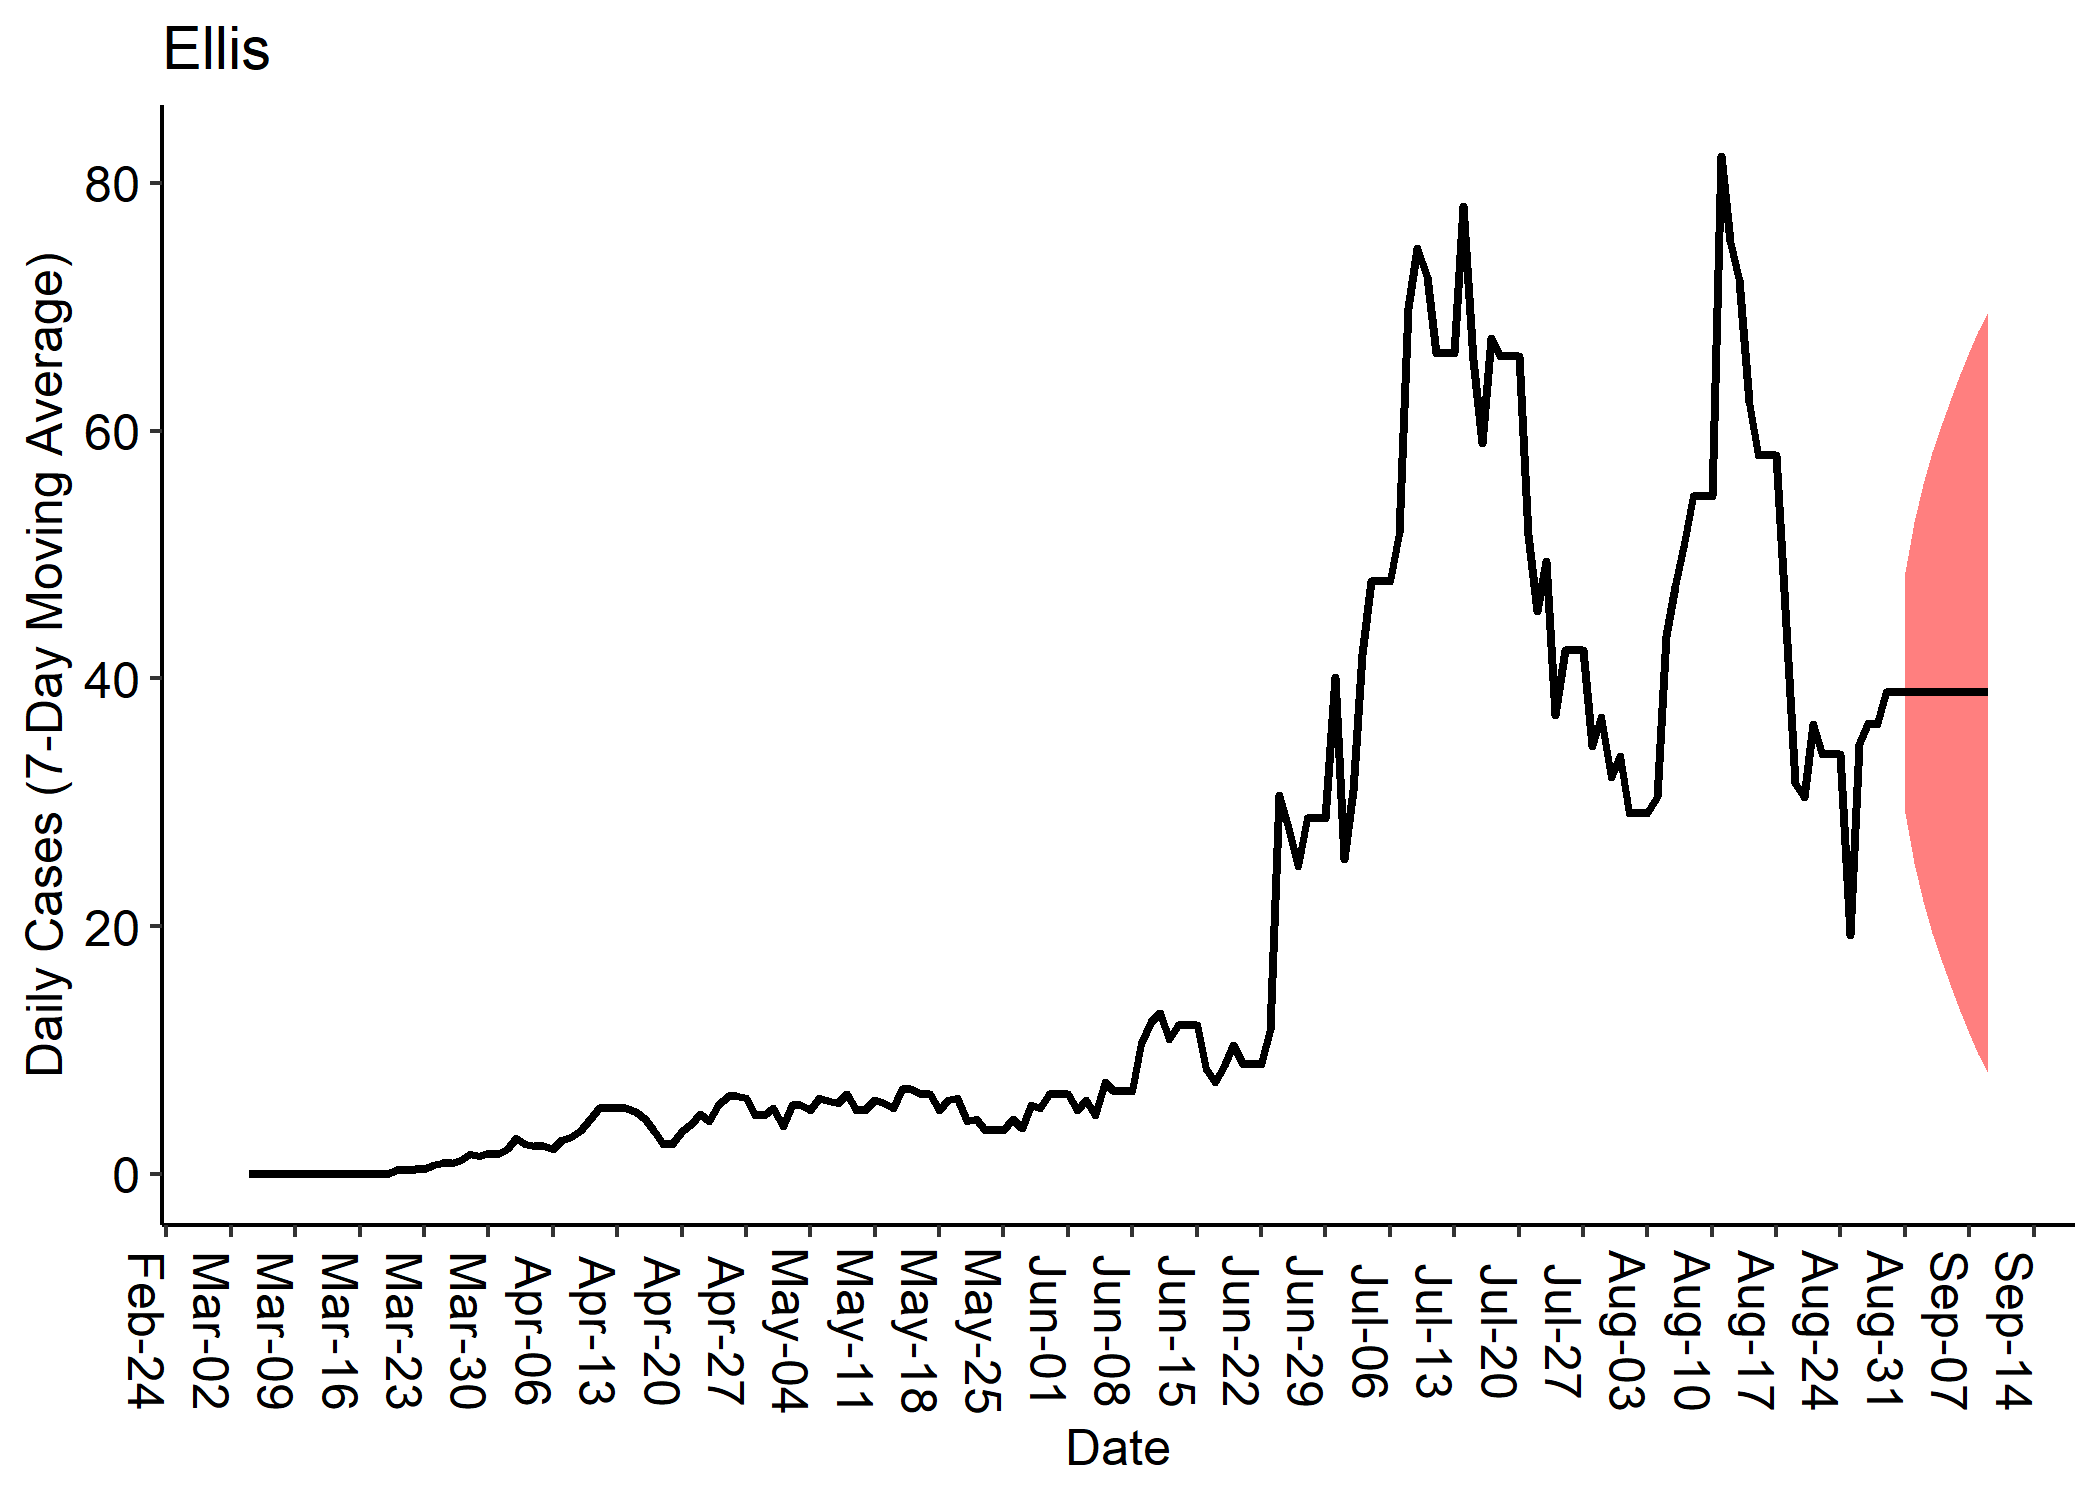 Ellis
Daily Cases (7-Day Moving Average)
80
60
40
20
0
Feb-24
Mar-02
Mar-09
Mar-16
Mar-23
Mar-30
Apr-06
Apr-13
Apr-20
Apr-27
May-04
May-11
May-18
May-25
Jun-01
Jun-08
Jun-15
Jun-22
Jun-29
Jul-06
Jul-13
Jul-20
Jul-27
Aug-03
Aug-10
Aug-17
Aug-24
Aug-31
Sep-07
Sep-14
Date